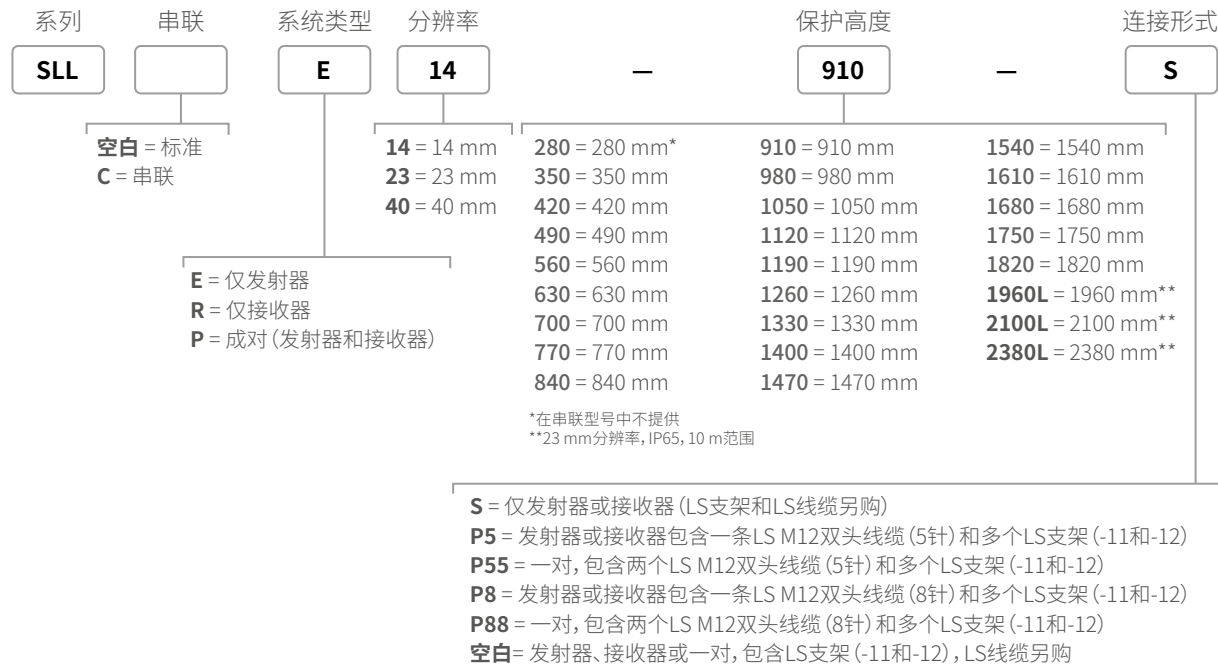 系列 串联 系统类型 分辨率 保护高度 连接形式
SLL E 14 — 910 — S
空白 = 标准
C = 串联
14 = 14 mm
23 = 23 mm
40 = 40 mm
E = 仅发射器
R = 仅接收器
P = 成对(发射器和接收器)
280 = 280 mm*
350 = 350 mm
420 = 420 mm
490 = 490 mm
560 = 560 mm
630 = 630 mm
700 = 700 mm
770 = 770 mm
840 = 840 mm
910 = 910 mm
980 = 980 mm
1050 = 1050 mm
1120 = 1120 mm
1190 = 1190 mm
1260 = 1260 mm
1330 = 1330 mm
1400 = 1400 mm
1470 = 1470 mm
1540 = 1540 mm
1610 = 1610 mm
1680 = 1680 mm
1750 = 1750 mm
1820 = 1820 mm
1960L = 1960 mm**
2100L = 2100 mm**
2380L = 2380 mm**
*在串联型号中不提供
**23 mm分辨率, IP65, 10 m范围
S = 仅发射器或接收器(LS支架和LS线缆另购)
P5 = 发射器或接收器包含一条LS M12双头线缆(5针)和多个LS支架(-11和-12)
P55 = 一对,包含两个LS M12双头线缆(5针)和多个LS支架(-11和-12)
P8 = 发射器或接收器包含一条LS M12双头线缆(8针)和多个LS支架(-11和-12)
P88 = 一对,包含两个LS M12双头线缆(8针)和多个LS支架(-11和-12)
空白= 发射器、接收器或一对,包含LS支架(-11和-12),LS线缆另购